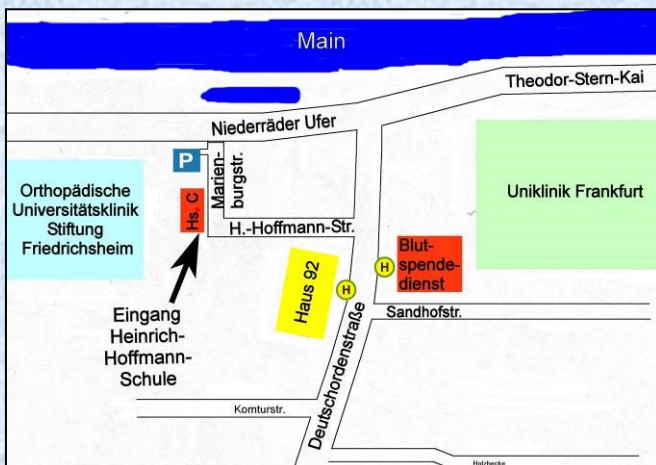 Main
Theodor-Stern-Kai
Niederräder Ufer
P
Marien-
burgstr.
Orthopädische
Universitätsklinik
Stiftung
Friedrichsheim
Hs. C
Uniklinik Frankfurt
H.-Hoffmann-Str.
Blut-
spende-
dienst
H
H
Haus 92
Sandhofstr.
Eingang
Heinrich-
Hoffmann-
Schule
Deutschordenstraße
Komturstr.
Holzhecke